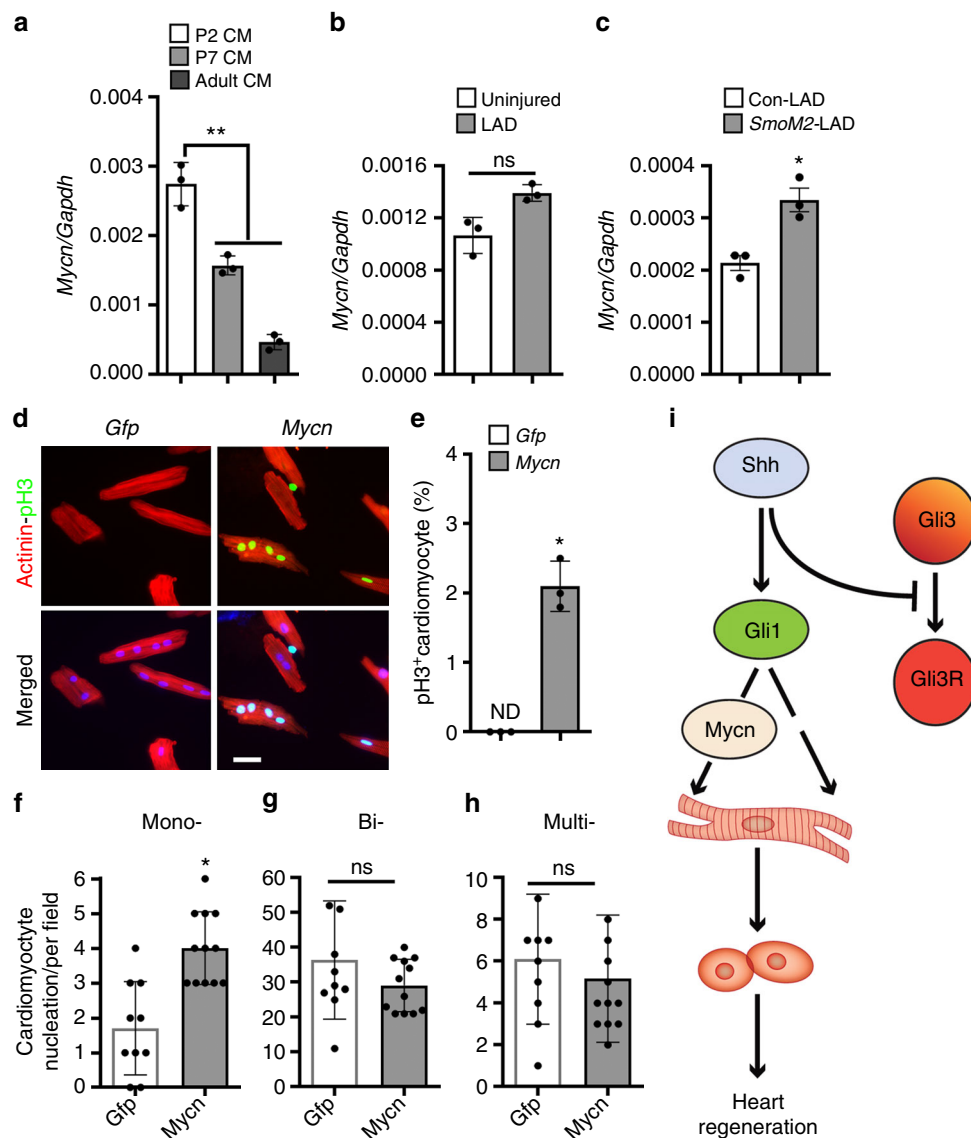 a
P2 CM
P7 CM
Adult CM
0.004
0.003
0.002
0.001
0.000
Mycn/Gapdh
**
b
Uninjured
LAD
0.0016
0.0012
0.0008
0.0004
0.0000
Mycn/Gapdh
ns
c
Con-LAD
SmoM2-LAD
0.0004
0.0003
0.0002
0.0001
0.0000
Mycn/Gapdh
*
d
Gfp
Mycn
Actinin-pH3
Merged
e
Gfp
Mycn
4
3
2
1
0
pH3+cardiomyocyte (%)
ND
*
i
Shh
Gli3
Gli1
Gli3R
Mycn
Heart
regeneration
f
Mono-
Cardiomyocyte
nucleation/per field
6
5
4
3
2
1
0
*
Gfp
Mycn
g
Bi-
60
50
40
30
20
10
0
ns
Gfp
Mycn
h
Multi-
10
8
6
4
2
0
ns
Gfp
Mycn